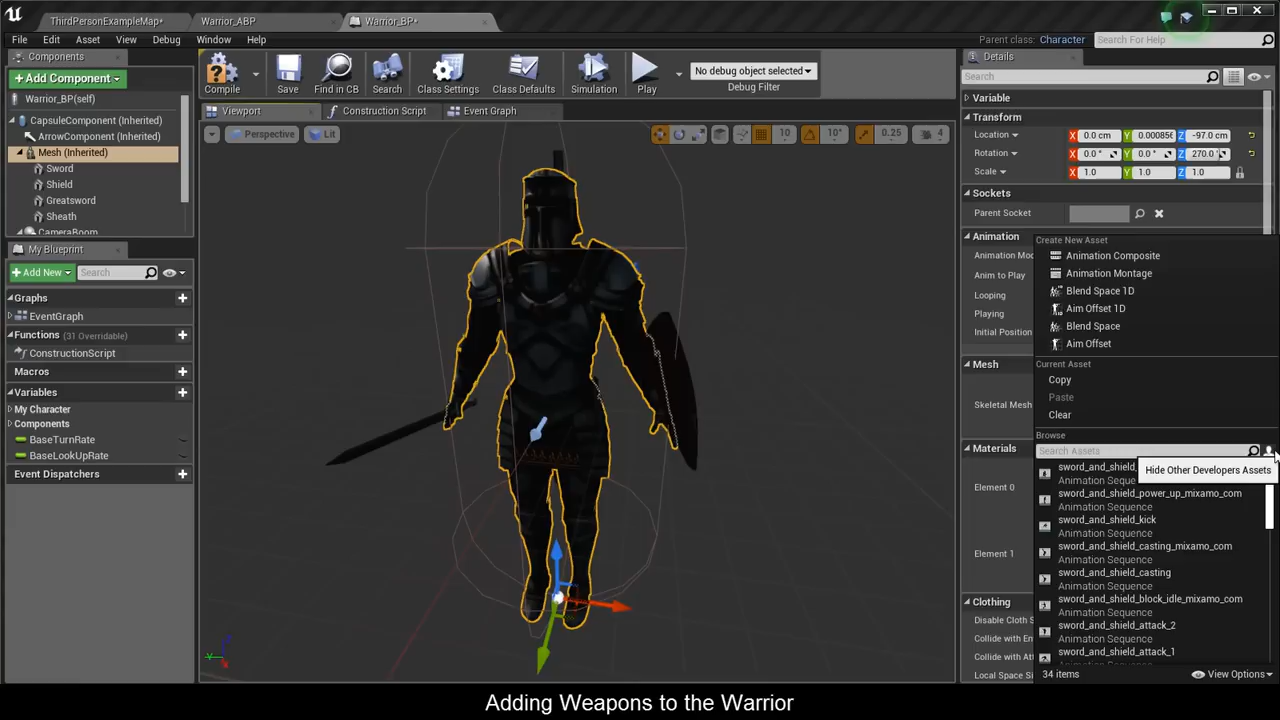 ThirdPersonExampleMap*
Warrior_ABP
Warrior_BP*
File Edit Asset View Debug Window Help
Parent class: Character
Search For Help
Components
+Add Component
Warrior_BP(self)
CapsuleComponent (Inherited)
ArrowComponent (Inherited)
Mesh (Inherited)
Sword
Shield
Greatsword
Sheath
CameraBoom
My Blueprint
+Add New
Search
Graphs
EventGraph
Functions (31 Overridable)
ConstructionScript
Macros
Variables
My Character
Components
BaseTurnRate
BaseLookUpRate
Event Dispatchers
Compile
Save
Find in CB
Search
Class Settings
Class Defaults
Simulation
Play
No debug object selected
Debug Filter
Viewport
Construction Script
Event Graph
Perspective
Lit
10
10°
0.25
4
Details
Search
Variable
Transform
Location X 0.0 cm Y 0.00085 Z -97.0 cm
Rotation X 0.0 ° Y 0.0 ° Z 270.0
Scale X 1.0 Y 1.0 Z 1.0
Sockets
Parent Socket
Animation
Animation Mo
Anim to Play
Looping
Playing
Initial Position
Mesh
Skeletal Mesh
Materials
Element 0
Element 1
Clothing
Disable Cloth S
Collide with En
Collide with Att
Local Space Si
Create New Asset
Animation Composite
Animation Montage
Blend Space 1D
Aim Offset 1D
Blend Space
Aim Offset
Current Asset
Copy
Paste
Clear
Browse
Search Assets
Hide Other Developers Assets
sword_and_shield_
Animation Seque
sword_and_shield_power_up_mixamo_com
Animation Sequence
sword_and_shield_kick
Animation Sequence
sword_and_shield_casting_mixamo_com
Animation Sequence
sword_and_shield_casting
Animation Sequence
sword_and_shield_block_idle_mixamo_com
Animation Sequence
sword_and_shield_attack_2
Animation Sequence
sword_and_shield_attack_1
34 items
View Options
Adding Weapons to the Warrior